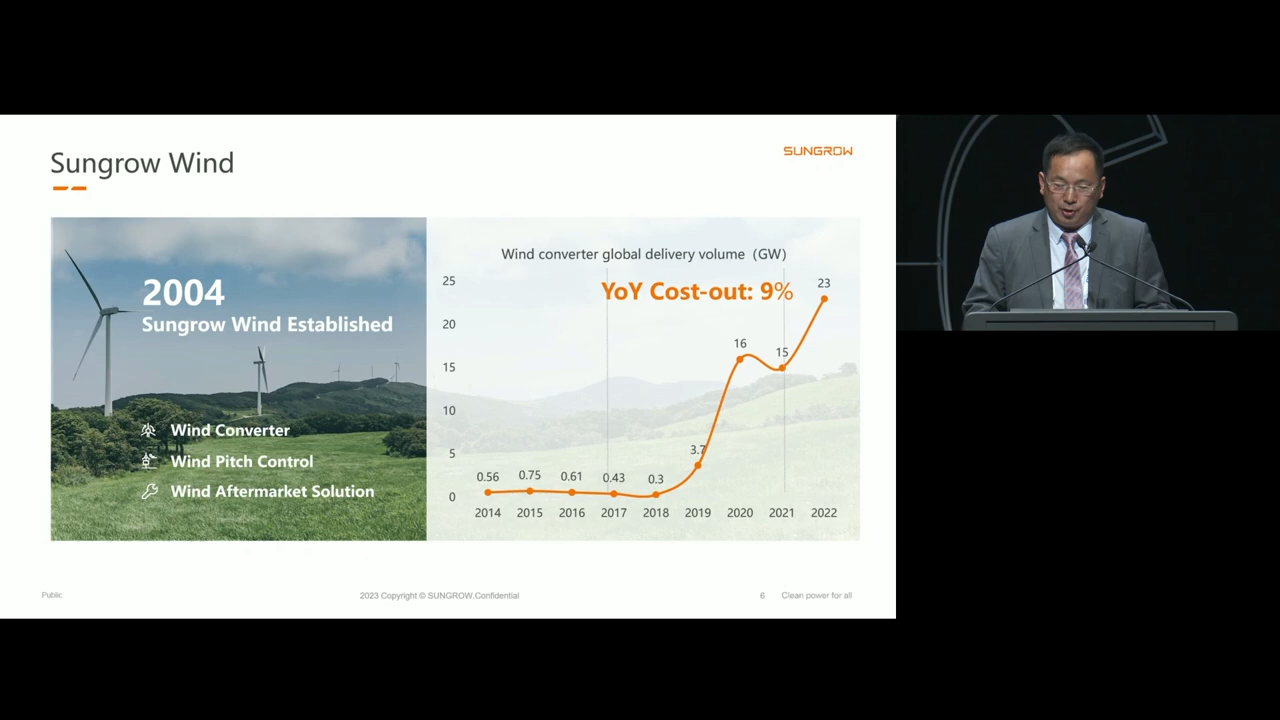 Sungrow Wind
SUNGROW
2004
Sungrow Wind Established
Wind Converter
Wind Pitch Control
Wind Aftermarket Solution
Wind converter global delivery volume（GW）
YoY Cost-out: 9%
25
20
15
10
5
0
0.56
0.75
0.61
0.43
0.3
3.7
16
15
23
2014 2015 2016 2017 2018 2019 2020 2021 2022
Public
2023 Copyright © SUNGROW.Confidential
6
Clean power for all